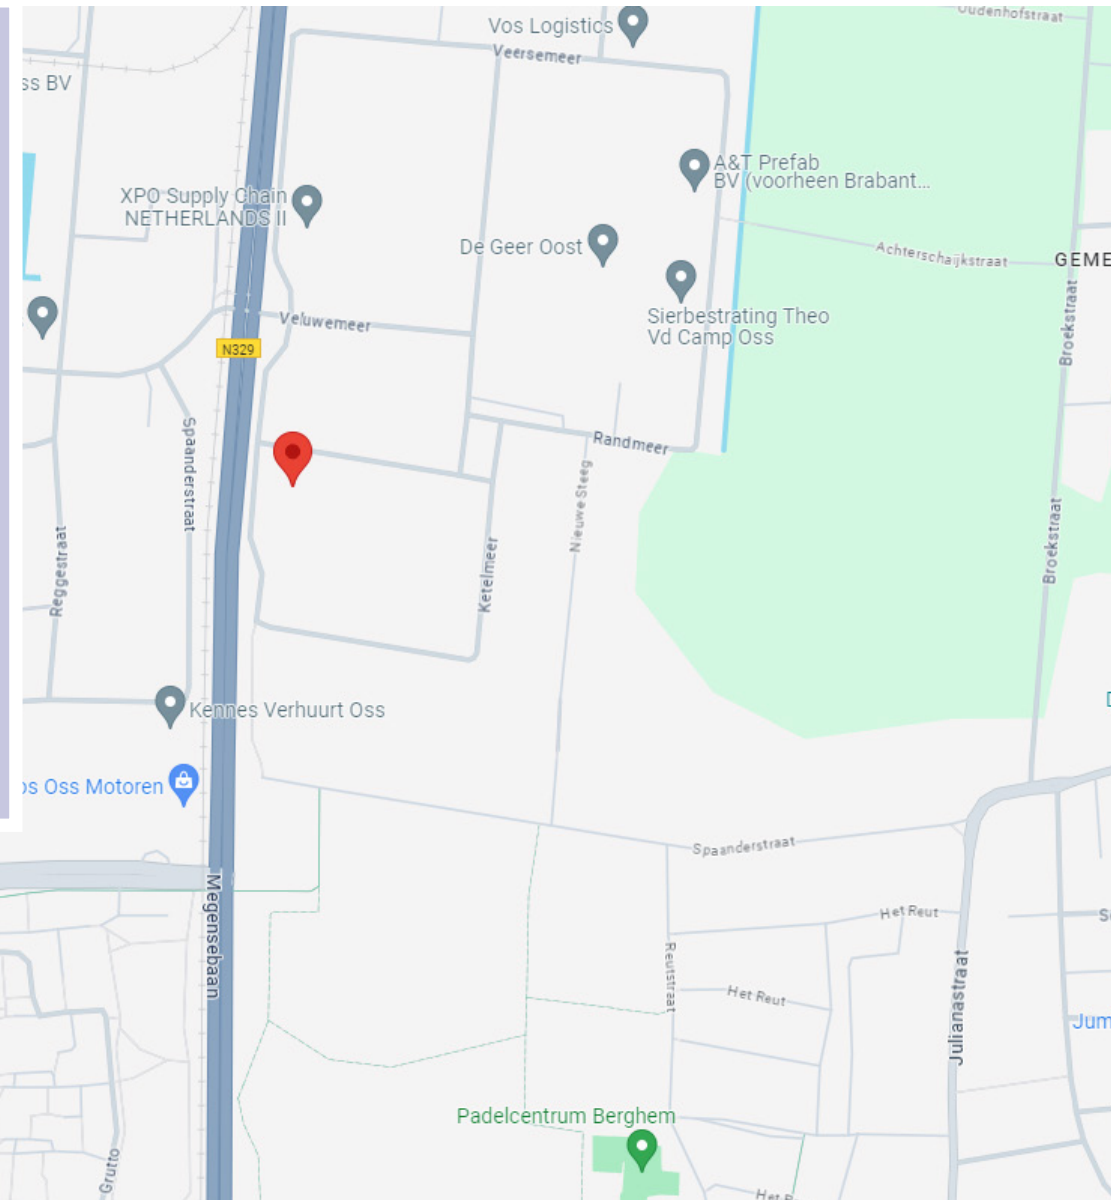 Vos Logistics
Oudenhofstraat
Veersemeer
ss BV
A&T Prefab
BV (voorheen Brabant...
XPO Supply Chain
NETHERLANDS II
De Geer Oost
Achterschaijkstraat
GEME
Sierbestrating Theo
Vd Camp Oss
Veluwemeer
Broekstraat
N329
Spaanderstraat
Randmeer
Nieuwe Steeg
Reggestraat
Ketelmeer
Broekstraat
Kennes Verhuurt Oss
os Oss Motoren
Spaanderstraat
Megensebaan
Het Reut
Reutstraat
Het Reut
Julianastraat
Jum
Padelcentrum Berghem
Grutto